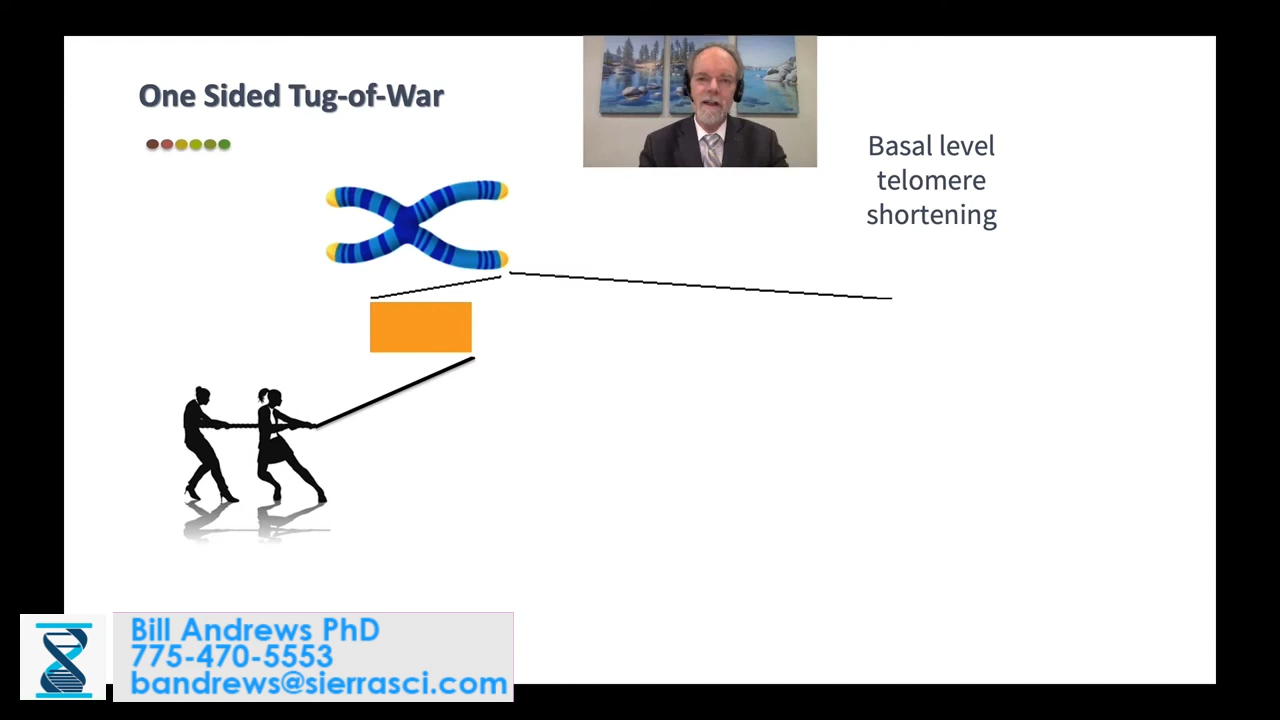 One Sided Tug-of-War
Basal level
telomere
shortening
Bill Andrews PhD
775-470-5553
bandrews@sierrasci.com